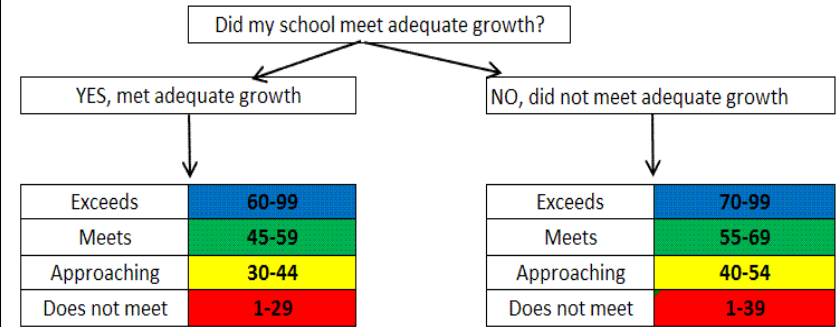 Did my school meet adequate growth?
YES, met adequate growth
NO, did not meet adequate growth
Exceeds 60-99
Meets 45-59
Approaching 30-44
Does not meet 1-29
Exceeds 70-99
Meets 55-69
Approaching 40-54
Does not meet 1-39